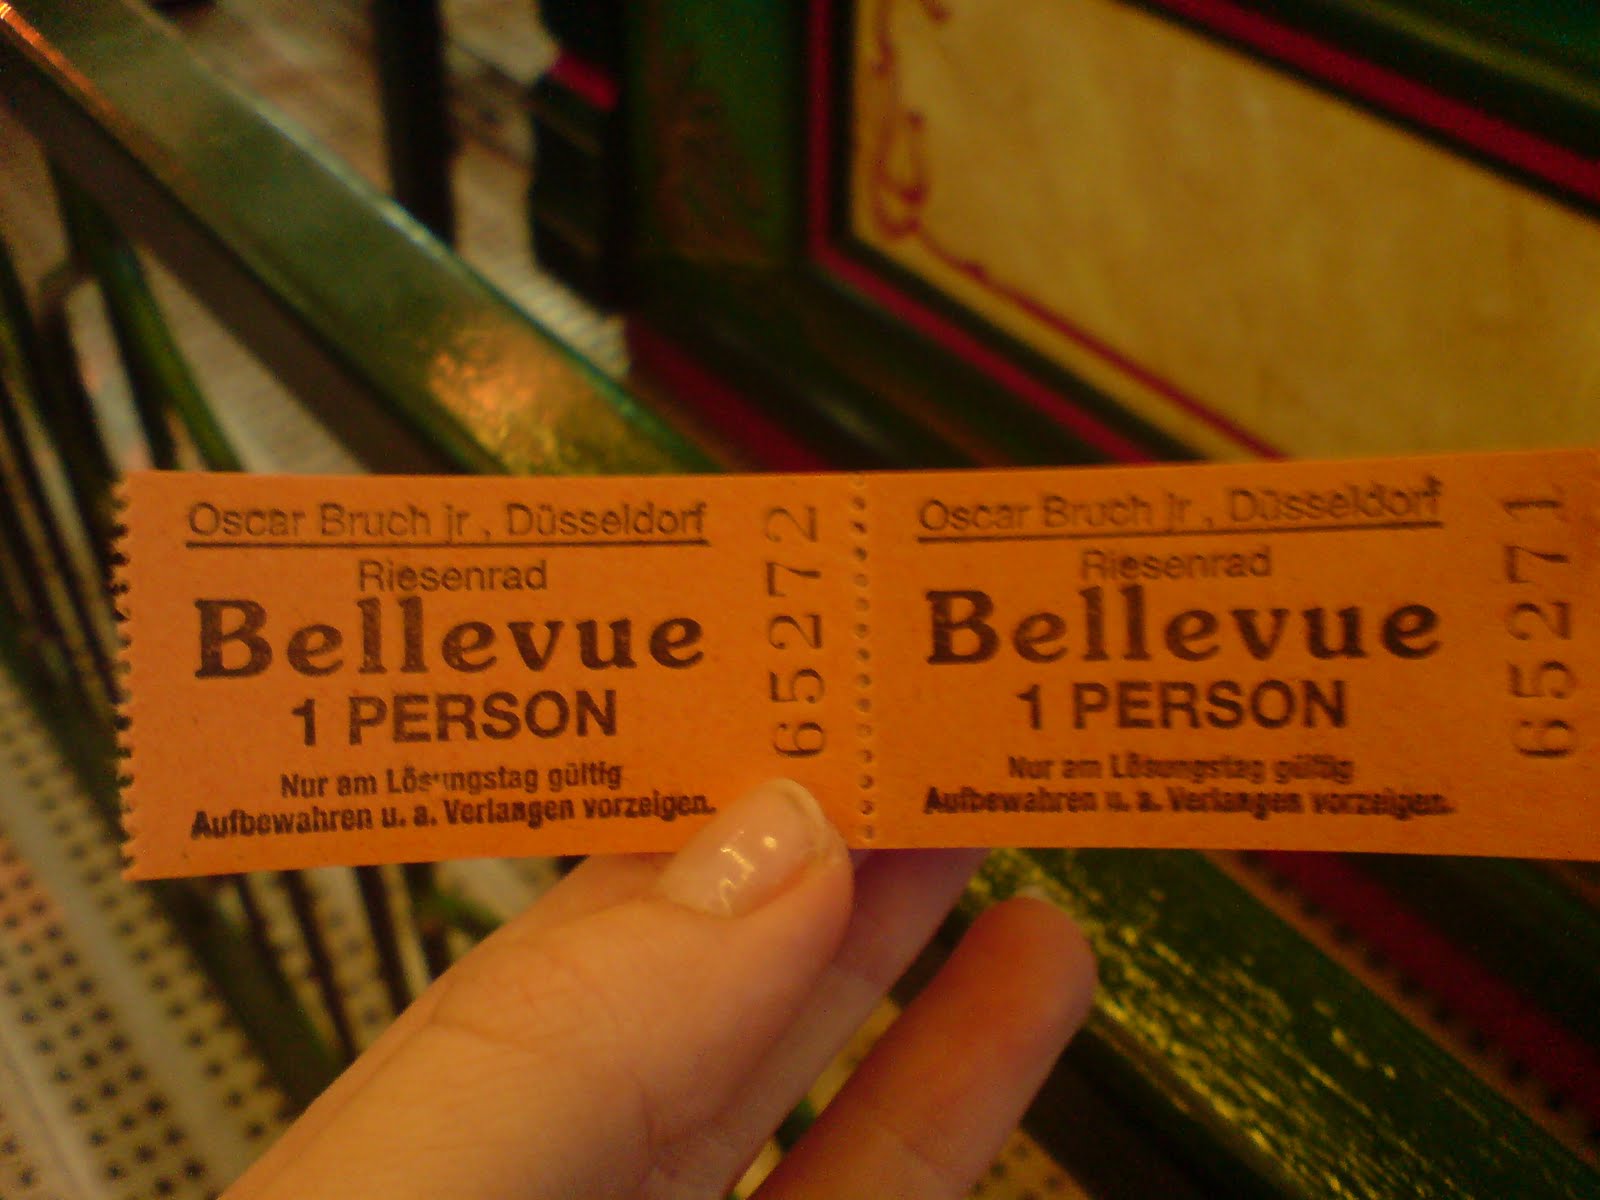 Oscar Bruch jr., Düsseldorf
Riesenrad
Bellevue
1 PERSON
Nur am Lösungstag gültig
Aufbewahren u. a. Verlangen vorzeigen.
65272
Oscar Bruch jr., Düsseldorf
Riesenrad
Bellevue
1 PERSON
Nur am Lösungstag gültig
Aufbewahren u. a. Verlangen vorzeigen.
65271